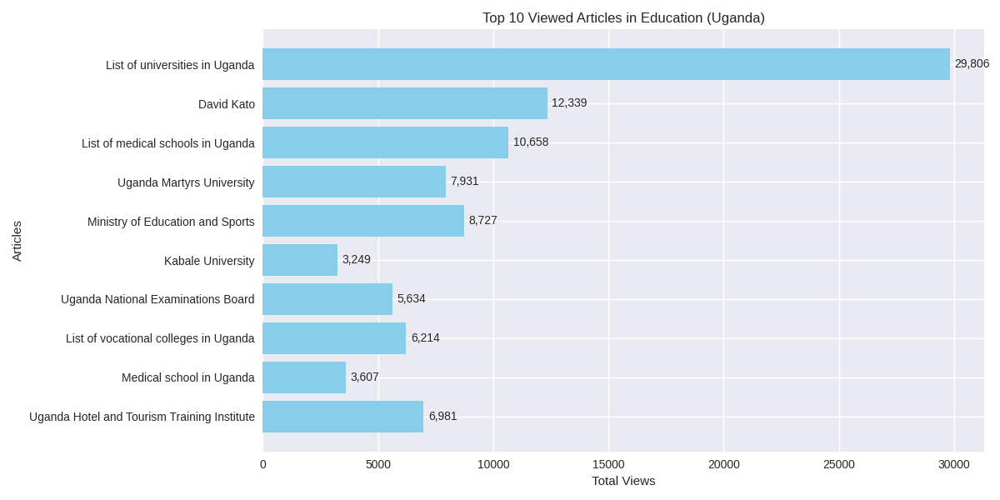 Top 10 Viewed Articles in Education (Uganda)
List of universities in Uganda 29,806
David Kato 12,339
List of medical schools in Uganda 10,658
Uganda Martyrs University 7,931
Ministry of Education and Sports 8,727
Kabale University 3,249
Uganda National Examinations Board 5,634
List of vocational colleges in Uganda 6,214
Medical school in Uganda 3,607
Uganda Hotel and Tourism Training Institute 6,981
Articles
0 5000 10000 15000 20000 25000 30000
Total Views